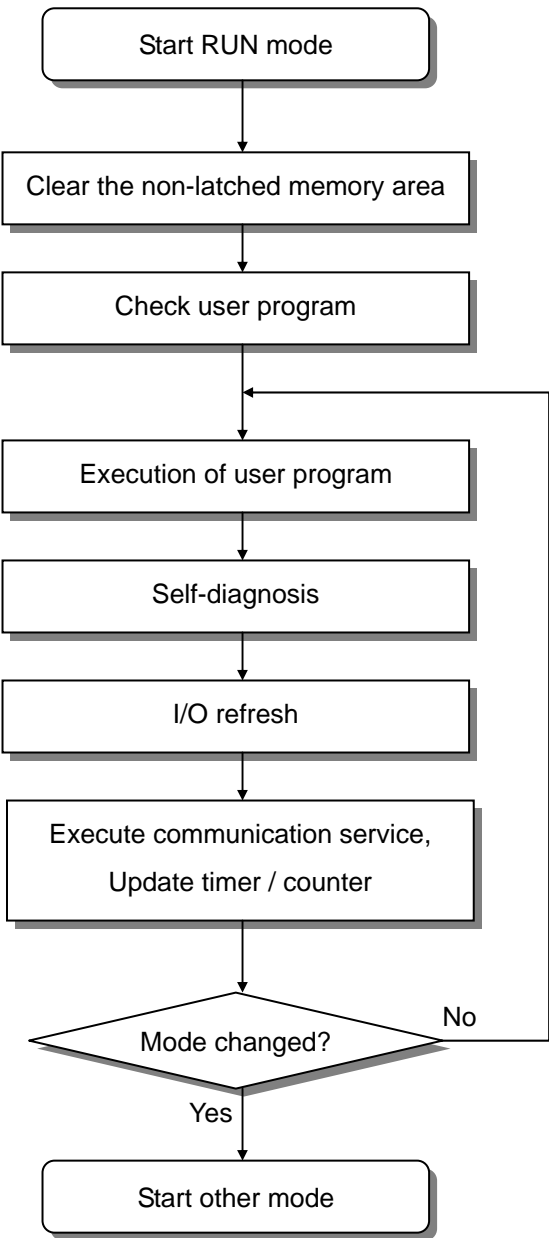 Start RUN mode
Clear the non-latched memory area
Check user program
Execution of user program
Self-diagnosis
I/O refresh
Execute communication service,
Update timer / counter
Mode changed?
No
Yes
Start other mode